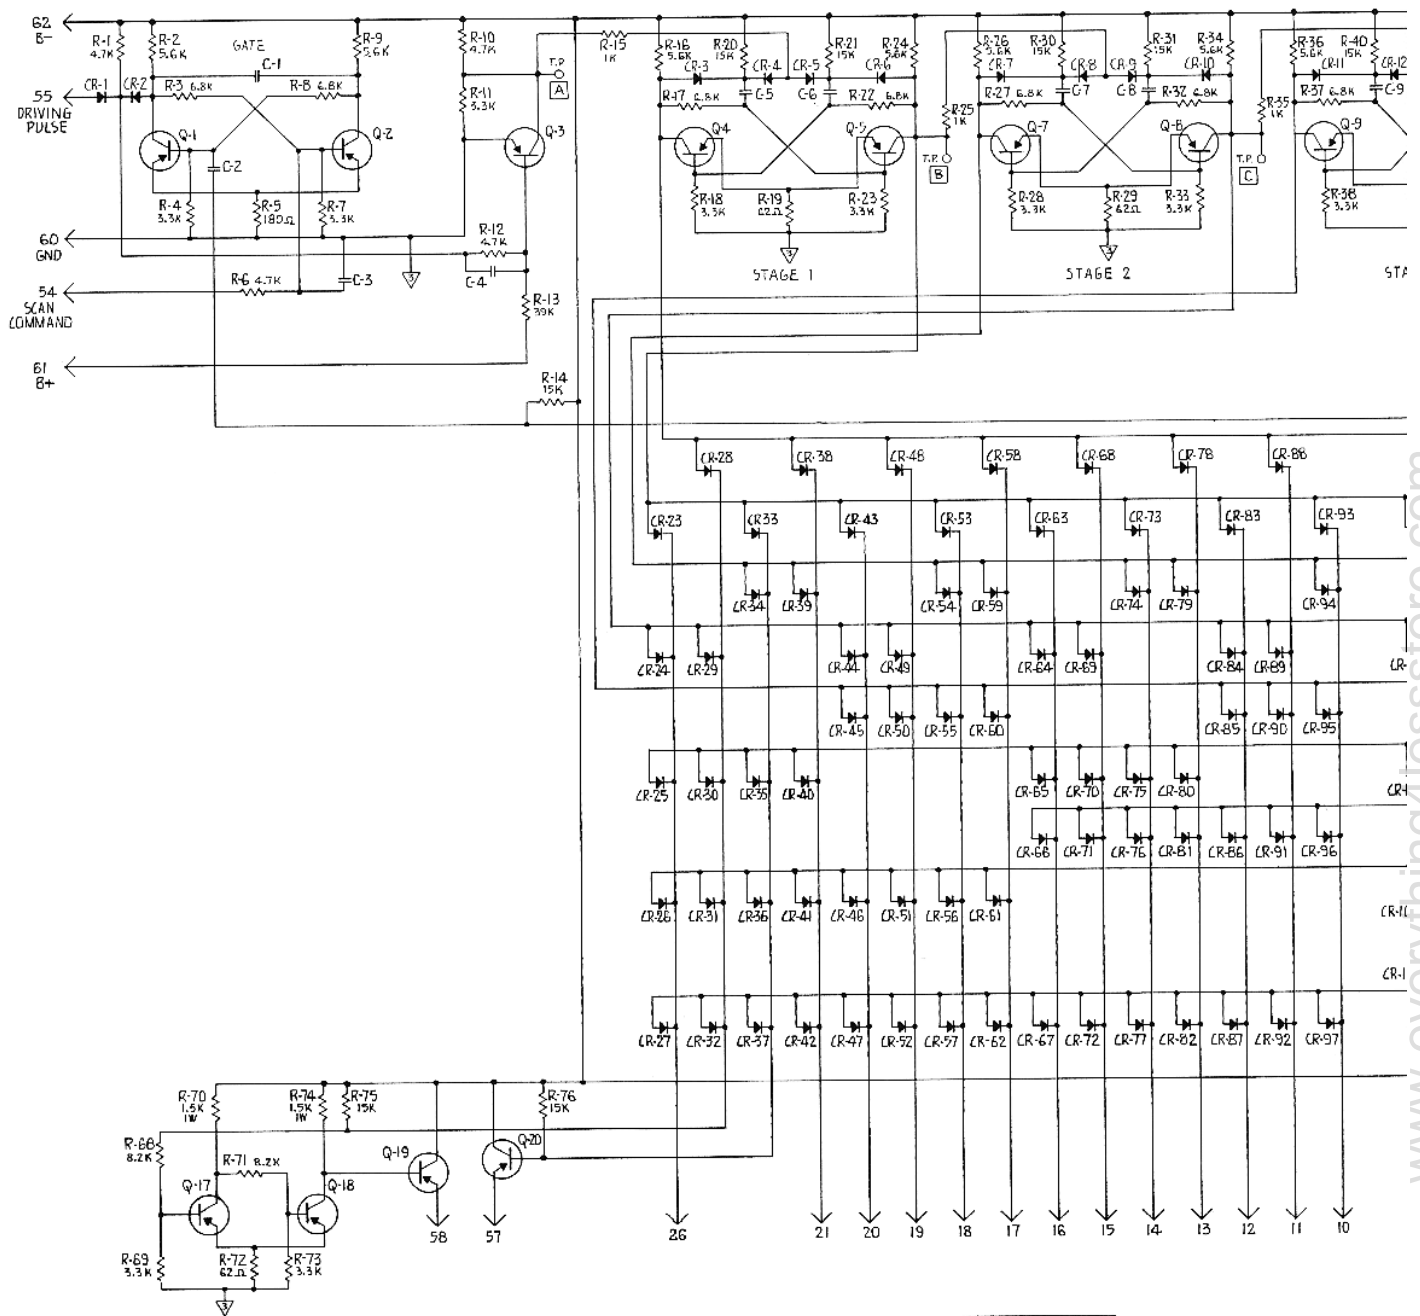 62
B-
R-1
4.7K
R-2
5.6K
GATE
R-9
5.6K
R-10
4.7K
R-15
1K
R-16
5.6K
R-20
15K
R-21
15K
R-24
5.6K
R-26
5.6K
R-30
15K
R-31
15K
R-34
5.6K
R-36
5.6K
R-40
15K
C-1
CR-3
CR-4
CR-5
CR-6
CR-7
CR-8
CR-9
CR-10
CR-11
CR-12
CR-1
CR-2
R-3 6.8K
R-8 6.8K
T.P.
A
55
DRIVING
PULSE
R-11
3.3K
R-17 6.8K
C-5
C-6
R-22 6.8K
R-25
1K
R-27 6.8K
C-7
C-8
R-32 6.8K
R-35
1K
R-37 6.8K
C-9
Q-1
Q-2
Q-3
Q-4
Q-5
Q-7
Q-8
Q-9
C-2
T.P.
B
T.P.
C
R-4
3.3K
R-5
180Ω
R-7
3.3K
R-18
3.3K
R-19
62Ω
R-23
3.3K
R-28
3.3K
R-29
62Ω
R-33
3.3K
R-38
3.3K
60
GND
R-12
4.7K
3
C-3
C-4
3
3
STAGE 1
STAGE 2
STA
R-6 4.7K
54
SCAN
COMMAND
R-13
39K
61
B+
R-14
15K
CR-28
CR-38
CR-48
CR-58
CR-68
CR-78
CR-88
CR-23
CR-33
CR-43
CR-53
CR-63
CR-73
CR-83
CR-93
CR-34
CR-39
CR-54
CR-59
CR-74
CR-79
CR-94
CR-24
CR-29
CR-44
CR-49
CR-64
CR-69
CR-84
CR-89
CR-
CR-45
CR-50
CR-55
CR-60
CR-85
CR-90
CR-95
CR-25
CR-30
CR-35
CR-40
CR-65
CR-70
CR-75
CR-80
CR-66
CR-71
CR-76
CR-81
CR-86
CR-91
CR-96
CR-26
CR-31
CR-36
CR-41
CR-46
CR-51
CR-56
CR-61
CR-1
CR-27
CR-32
CR-37
CR-42
CR-47
CR-52
CR-57
CR-62
CR-67
CR-72
CR-77
CR-82
CR-87
CR-92
CR-97
R-70
1.5K
1W
R-74
1.5K
1W
R-75
15K
R-76
15K
R-68
8.2K
R-71 8.2K
Q-17
Q-18
Q-19
Q-20
58
57
26
21
20
19
18
17
16
15
14
13
12
11
10
R-69
3.3K
R-72
62Ω
R-73
3.3K
3